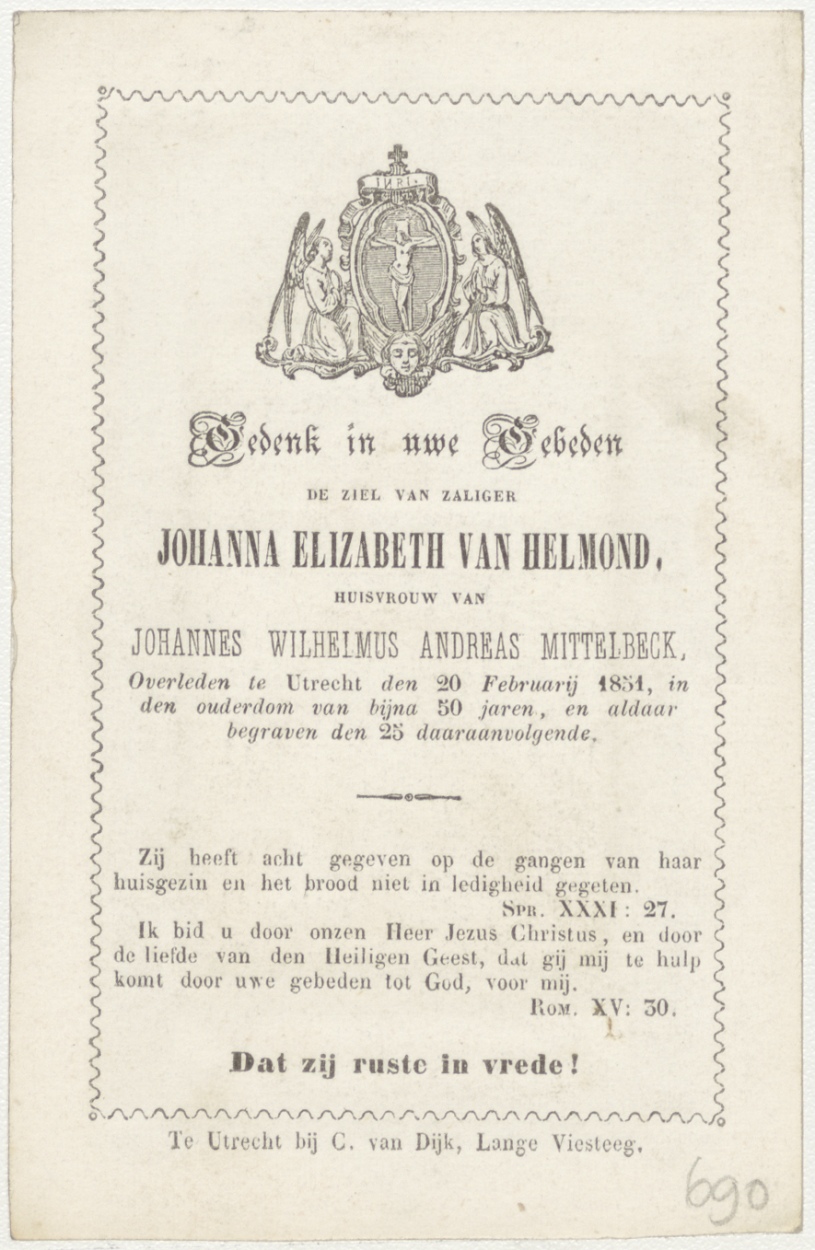 INRI.
Gedenk in uwe Gebeden
DE ZIEL VAN ZALIGER
JOHANNA ELIZABETH VAN HELMOND,
HUISVROUW VAN
JOHANNES WILHELMUS ANDREAS MITTELBECK,
Overleden te Utrecht den 20 Februarij 1851, in
den ouderdom van bijna 50 jaren, en aldaar
begraven den 25 daaraanvolgende.
Zij heeft acht gegeven op de gangen van haar
huisgezin en het brood niet in ledigheid gegeten.
SPR. XXXI: 27.
Ik bid u door onzen Heer Jezus Christus, en door
de liefde van den Heiligen Geest, dat gij mij te hulp
komt door uwe gebeden tot God, voor mij.
ROM. XV: 30.
Dat zij ruste in vrede!
Te Utrecht bij C. van Dijk, Lange Viesteeg.
690